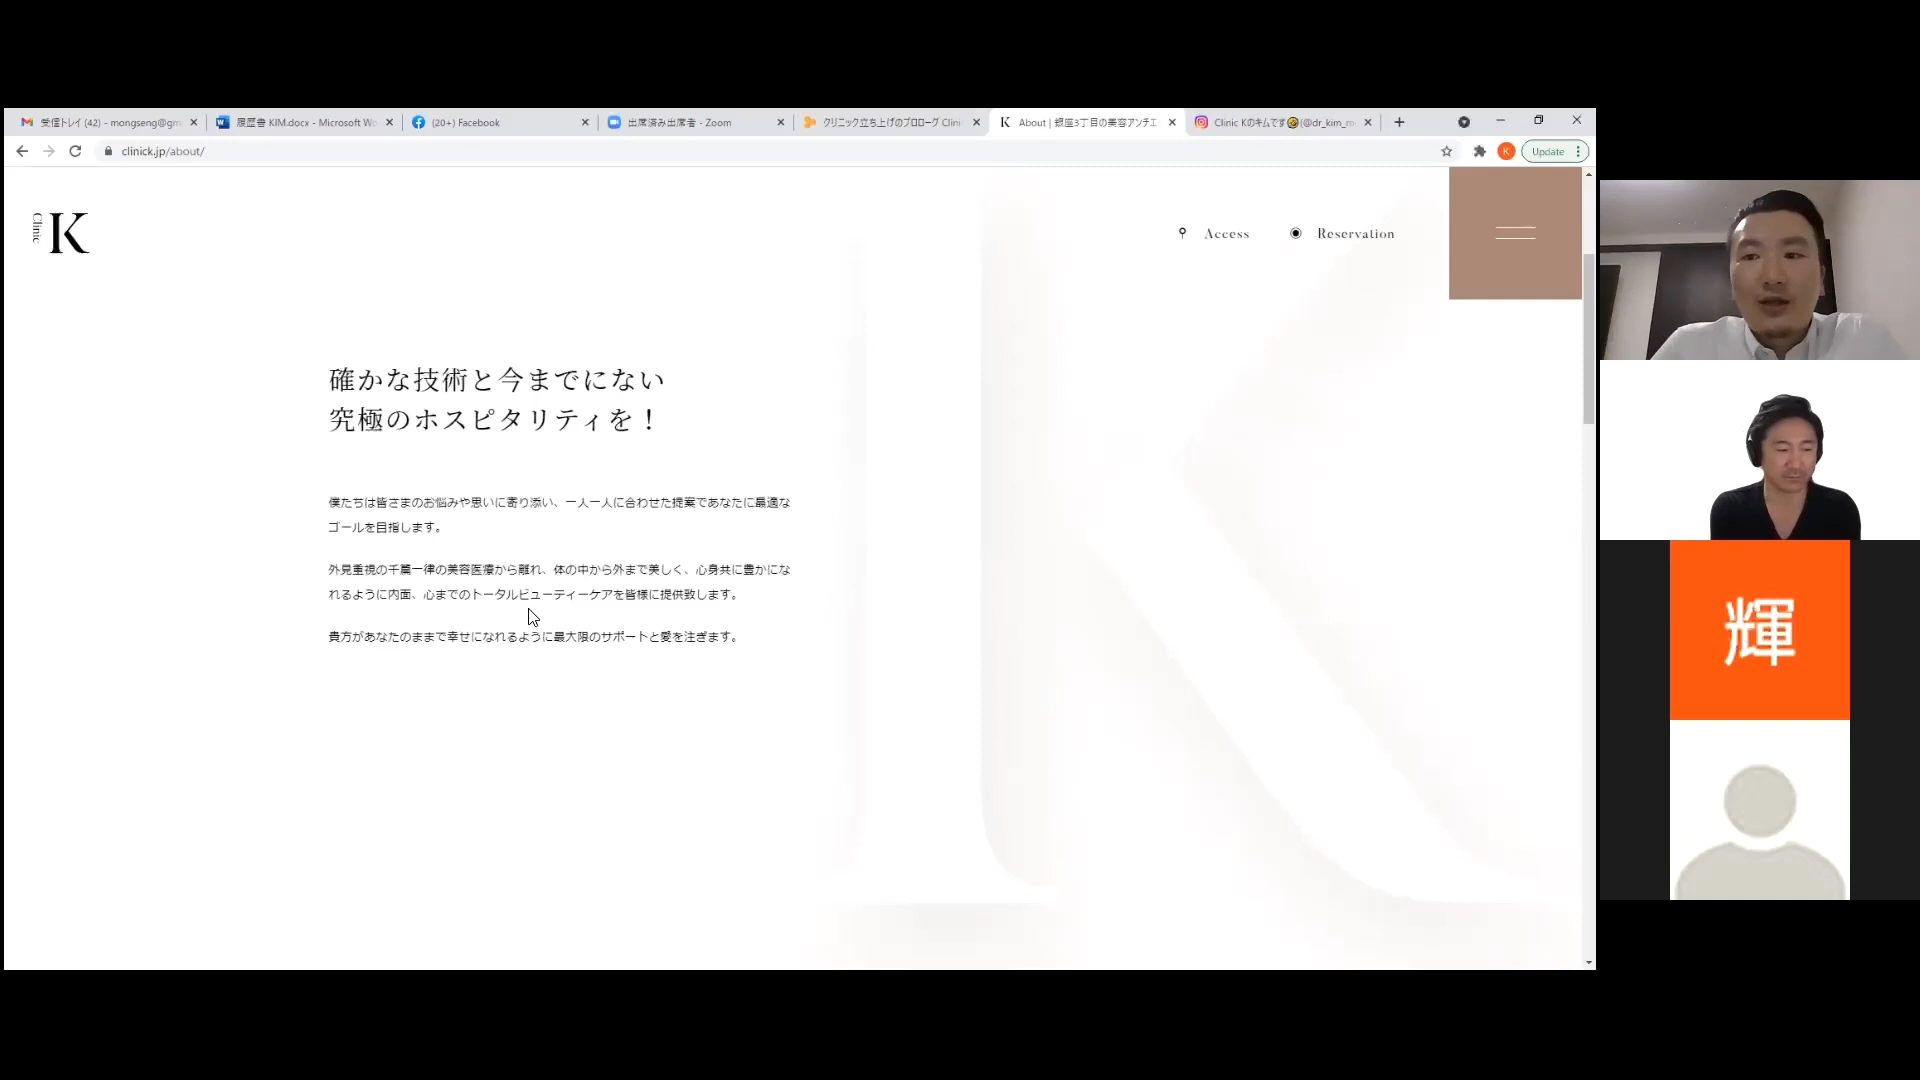 受信トレイ (42) - mongseng@gm
履歴書 KIM.docx - Microsoft Wo
(20+) Facebook
出席済み出席者 - Zoom
クリニック立ち上げのプロローグ Clini
About | 銀座3丁目の美容アンチエ
Clinic Kのキムです🤣(@dr_kim_m
clinick.jp/about/
K
Update
Clinic K
Access
Reservation
確かな技術と今までにない
究極のホスピタリティを！
僕たちは皆さまのお悩みや思いに寄り添い、一人一人に合わせた提案であなたに最適な
ゴールを目指します。
外見重視の千篇一律の美容医療から離れ、体の中から外まで美しく、心身共に豊かにな
れるように内面、心までのトータルビューティーケアを皆様に提供致します。
貴方があなたのままで幸せになれるように最大限のサポートと愛を注ぎます。
輝